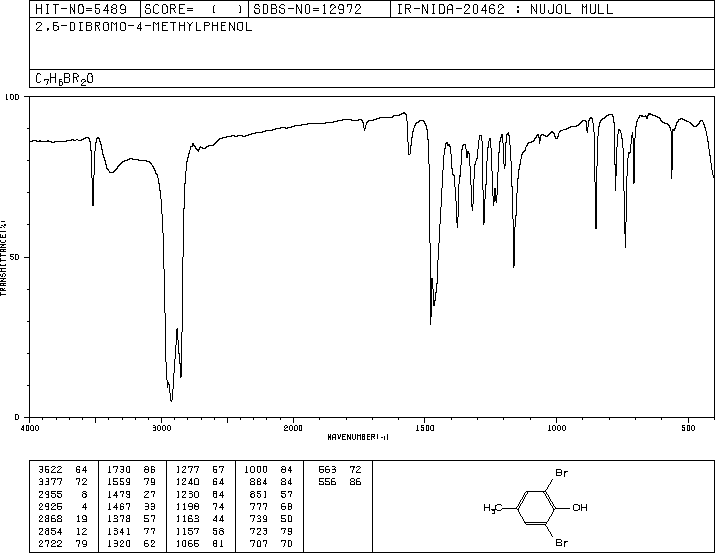 HIT-NO=5489 SCORE= ( ) SDBS-NO=12972 IR-NIDA-20462 : NUJOL MULL
2,6-DIBROMO-4-METHYLPHENOL
C7H6BR2O
100
50
0
TRANSMITTANCE(%)
4000 3000 2000 1500 1000 500
WAVENUMBER(-1)
3522 64 1730 86 1277 57 1000 84 563 72
3377 72 1559 79 1240 64 884 84 556 86
2955 8 1479 27 1230 64 851 57
2925 4 1467 33 1198 74 777 68
2868 19 1378 57 1163 44 739 50
2854 12 1341 77 1157 58 723 79
2722 79 1320 62 1065 81 707 70
Br
H3C
OH
Br